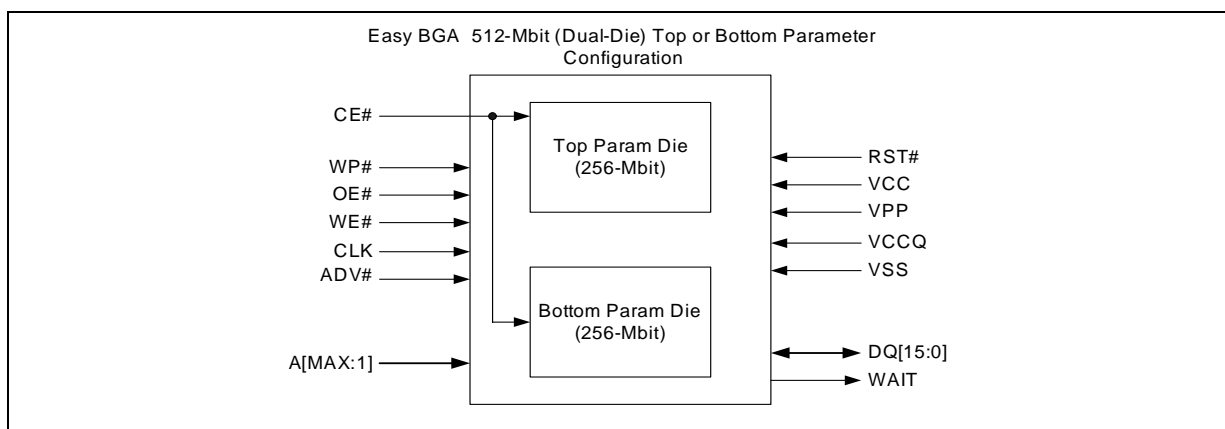 Easy BGA 512-Mbit (Dual-Die) Top or Bottom Parameter
Configuration
CE#
WP#
OE#
WE#
CLK
ADV#
A[MAX:1]
Top Param Die
(256-Mbit)
Bottom Param Die
(256-Mbit)
RST#
VCC
VPP
VCCQ
VSS
DQ[15:0]
WAIT